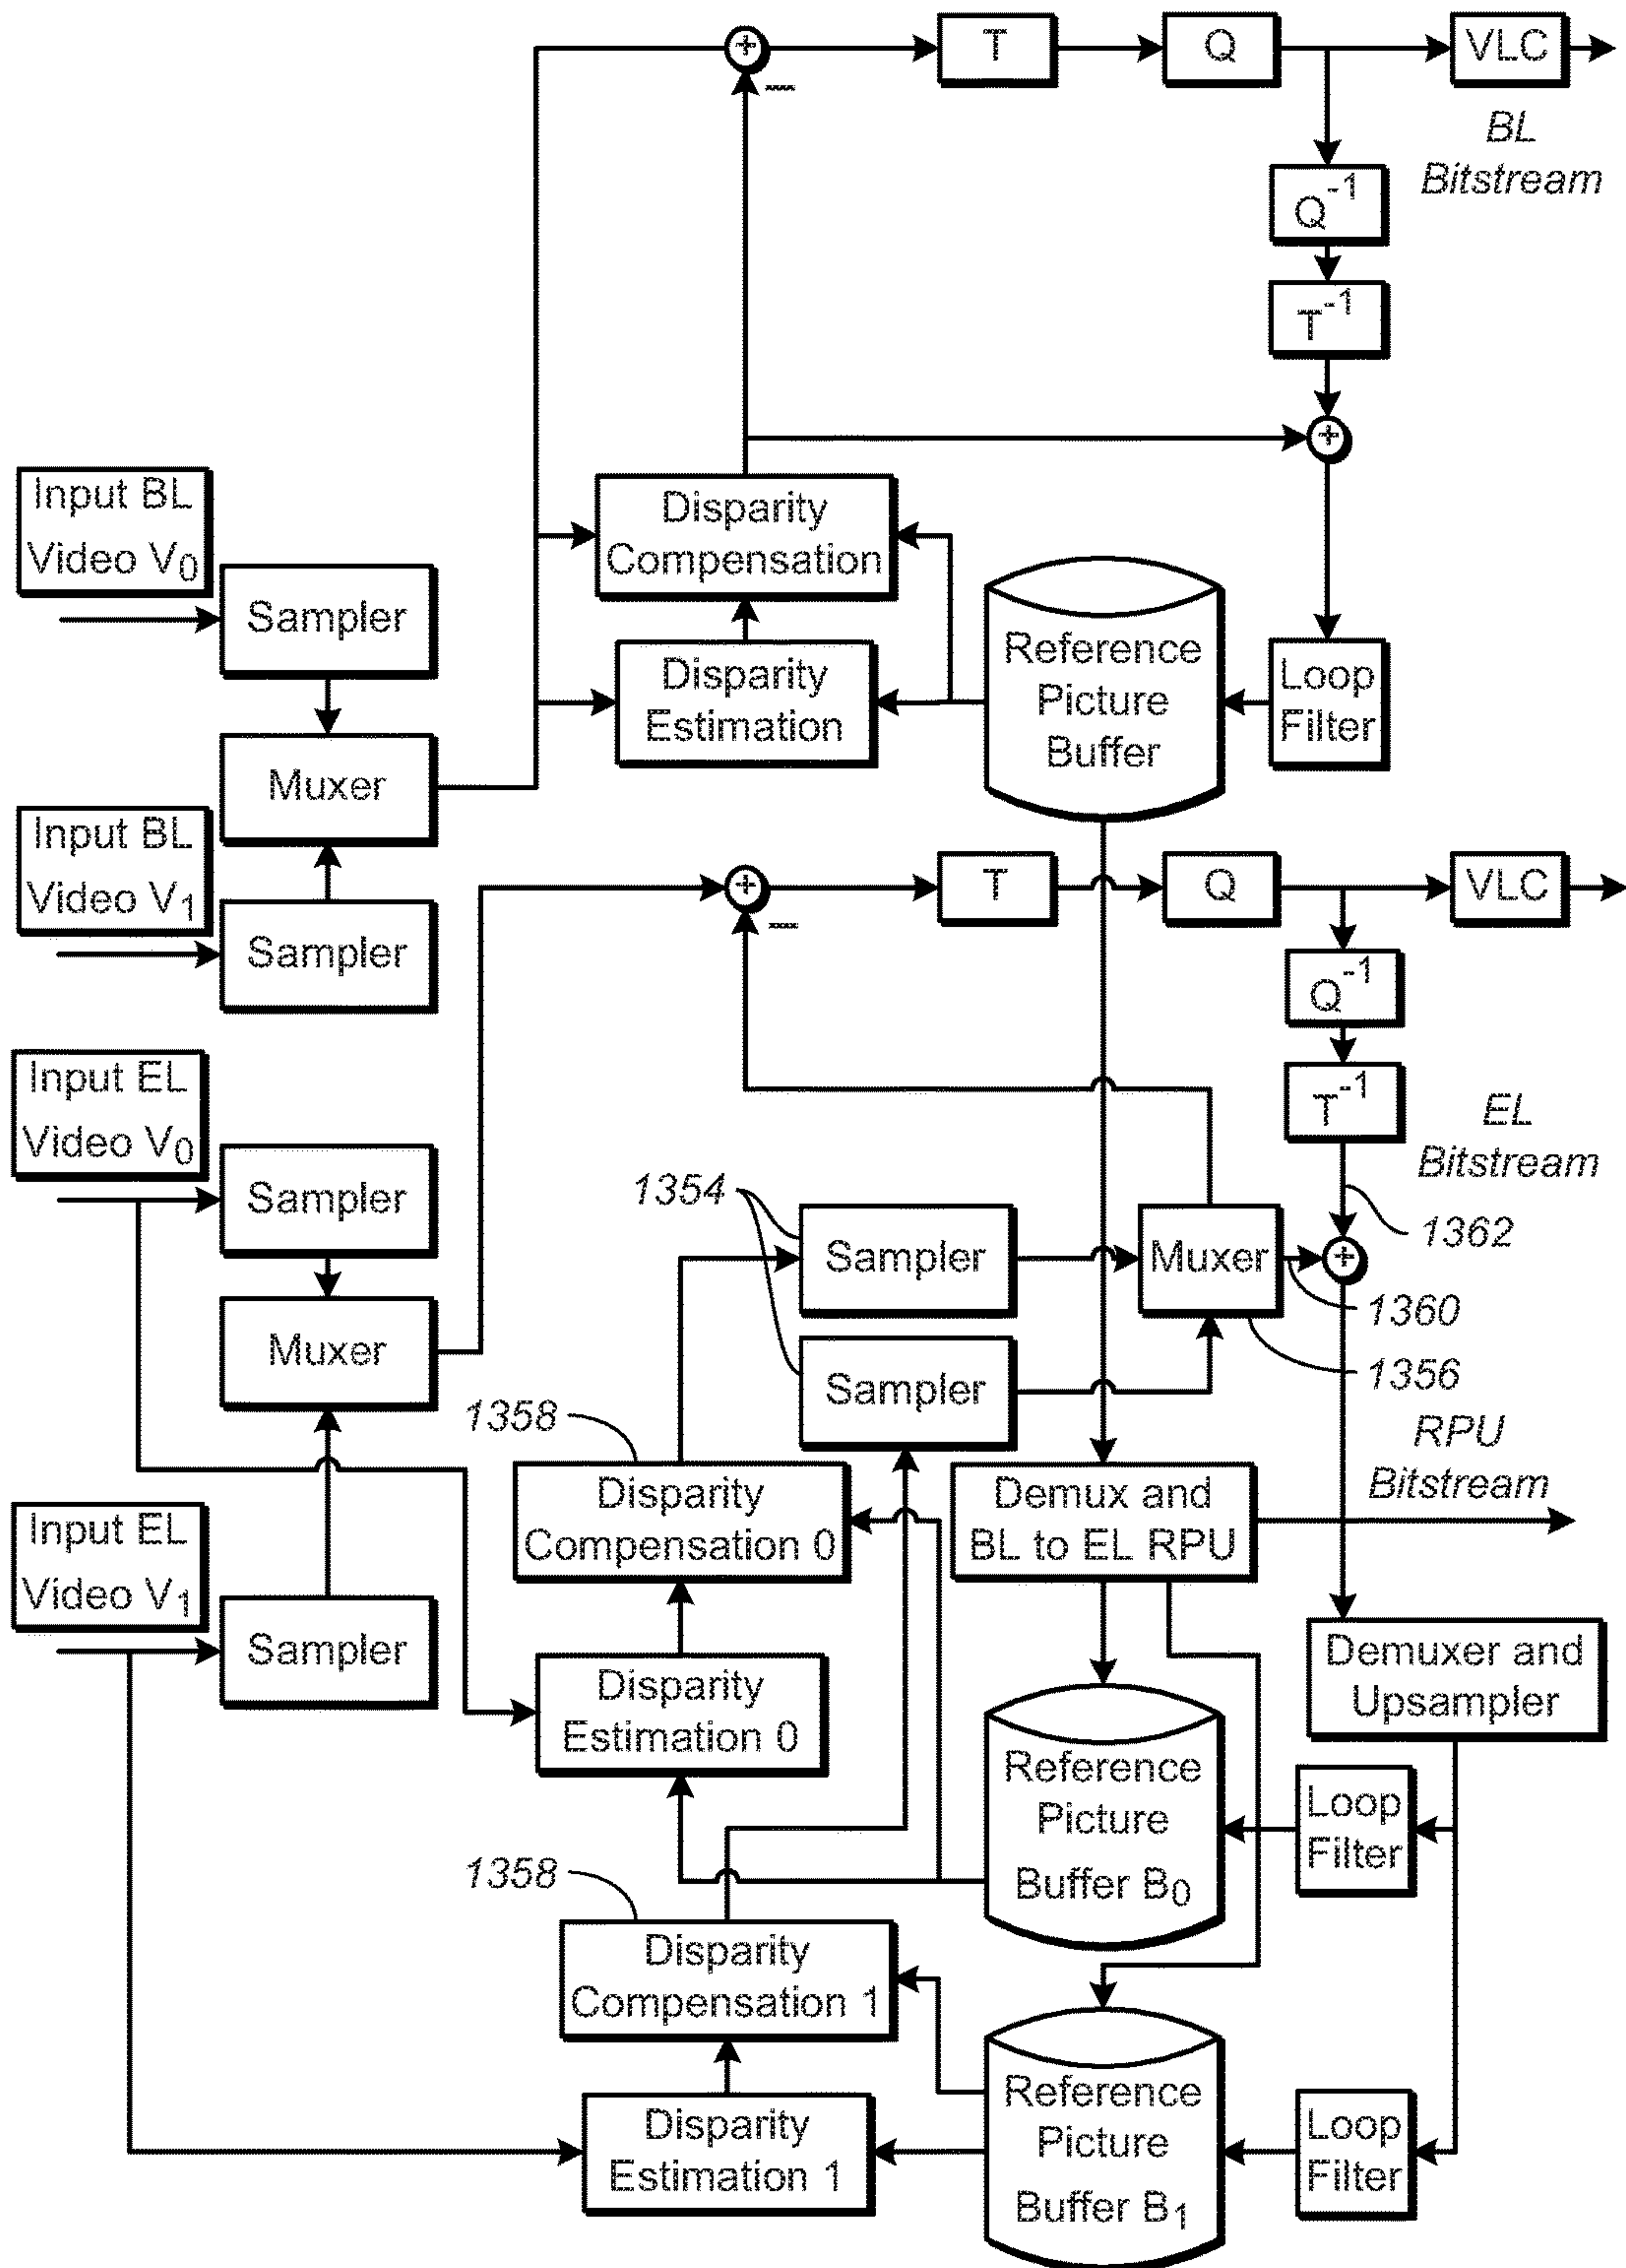 +
T
Q
VLC
BL
Bitstream
Q-1
T-1
+
Input BL
Video V0
Sampler
Disparity
Compensation
Disparity
Estimation
Reference
Picture
Buffer
Loop
Filter
Muxer
Input BL
Video V1
Sampler
+
T
Q
VLC
Q-1
T-1
EL
Bitstream
Input EL
Video V0
Sampler
1354
Sampler
Muxer
+
1362
1360
1356
Muxer
Sampler
1358
RPU
Bitstream
Disparity
Compensation 0
Demux and
BL to EL RPU
Input EL
Video V1
Sampler
Disparity
Estimation 0
Demuxer and
Upsampler
Reference
Picture
Buffer B0
Loop
Filter
1358
Disparity
Compensation 1
Disparity
Estimation 1
Reference
Picture
Buffer B1
Loop
Filter